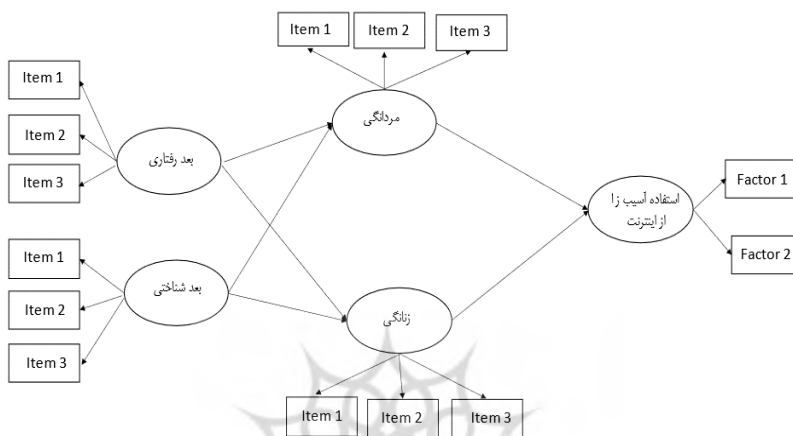 Item 1
Item 2
Item 3
Item 1
Item 2
Item 3
بعد رفتاری
مردانگی
Item 1
Item 2
Item 3
بعد شناختی
زنانگی
استفاده آسیب زا
از اینترنت
Factor 1
Factor 2
Item 1
Item 2
Item 3